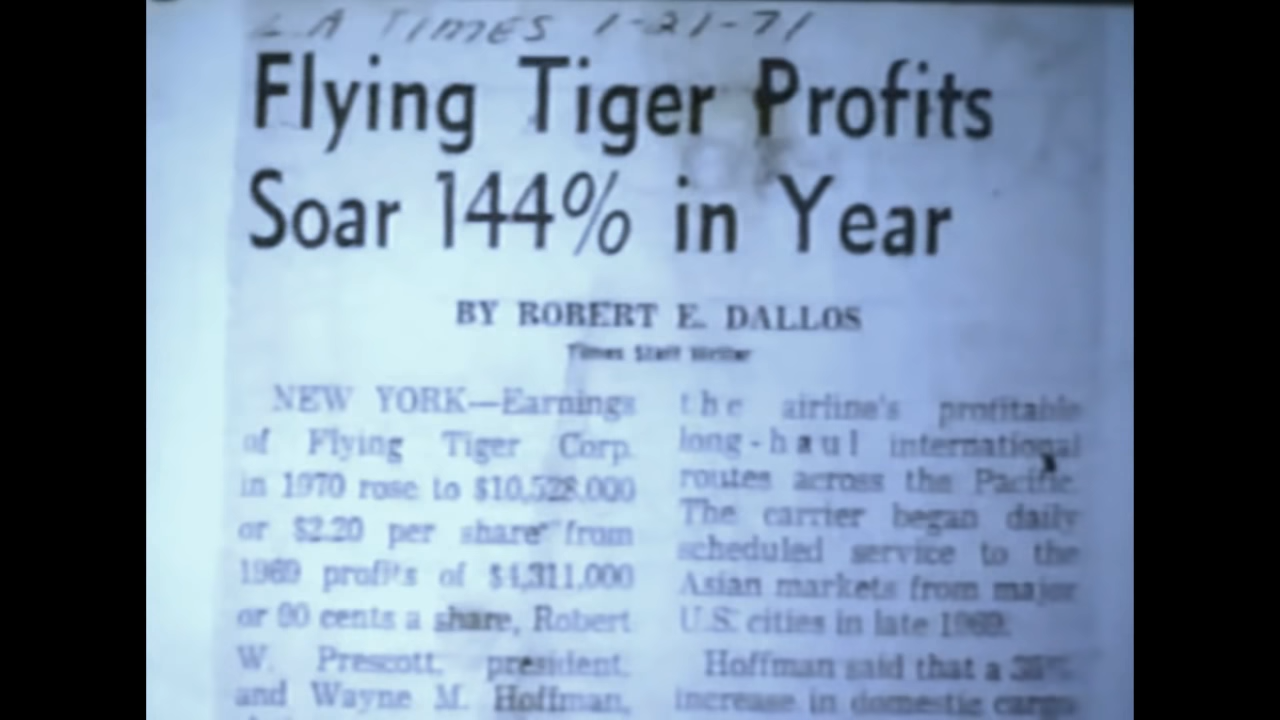 LA TIMES 1-21-71
Flying Tiger Profits
Soar 144% in Year
BY ROBERT E. DALLOS
Times Staff Writer
NEW YORK—Earnings
of Flying Tiger Corp.
in 1970 rose to $10,528,000
or $2.20 per share from
1969 profits of $4,311,000
or 90 cents a share, Robert
W. Prescott, president,
and Wayne M. Hoffman,
the airline's profitable
long-haul international
routes across the Pacific.
The carrier began daily
scheduled service to the
Asian markets from major
U.S. cities in late 1969.
Hoffman said that a
increase in domestic cargo